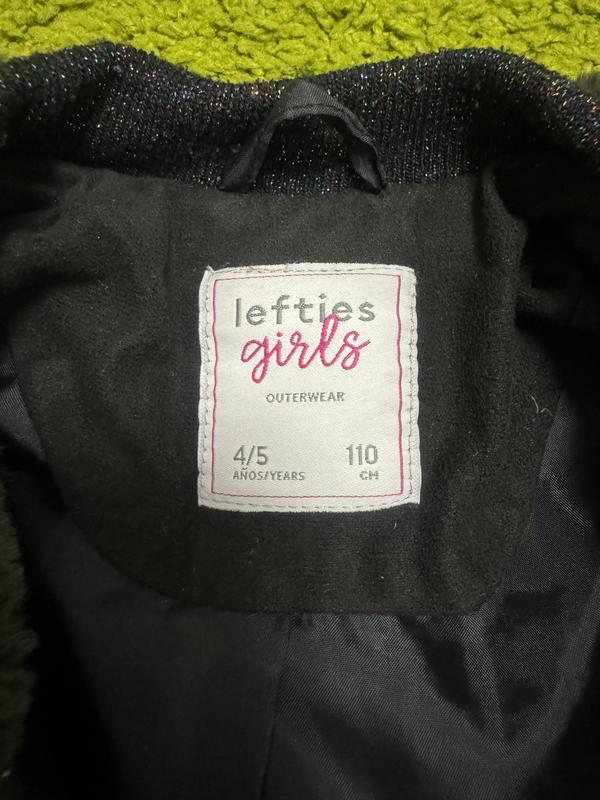 lefties
girls
OUTERWEAR
4/5 110
AÑOS/YEARS CM